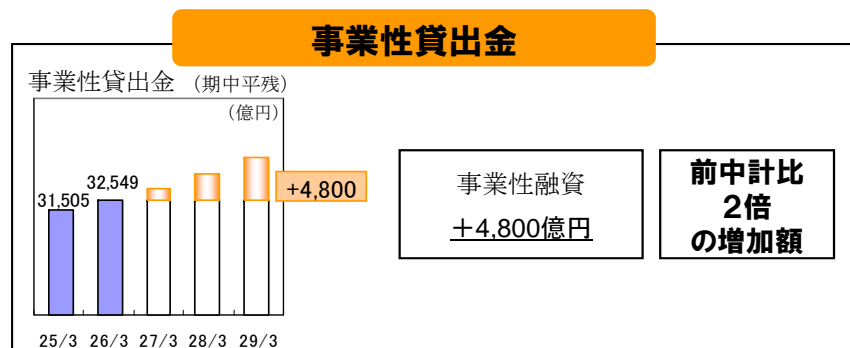 事業性貸出金
事業性貸出金 (期中平残)
(億円)
31,505
32,549
+4,800
25/3 26/3 27/3 28/3 29/3
事業性融資
＋4,800億円
前中計比
2倍
の増加額